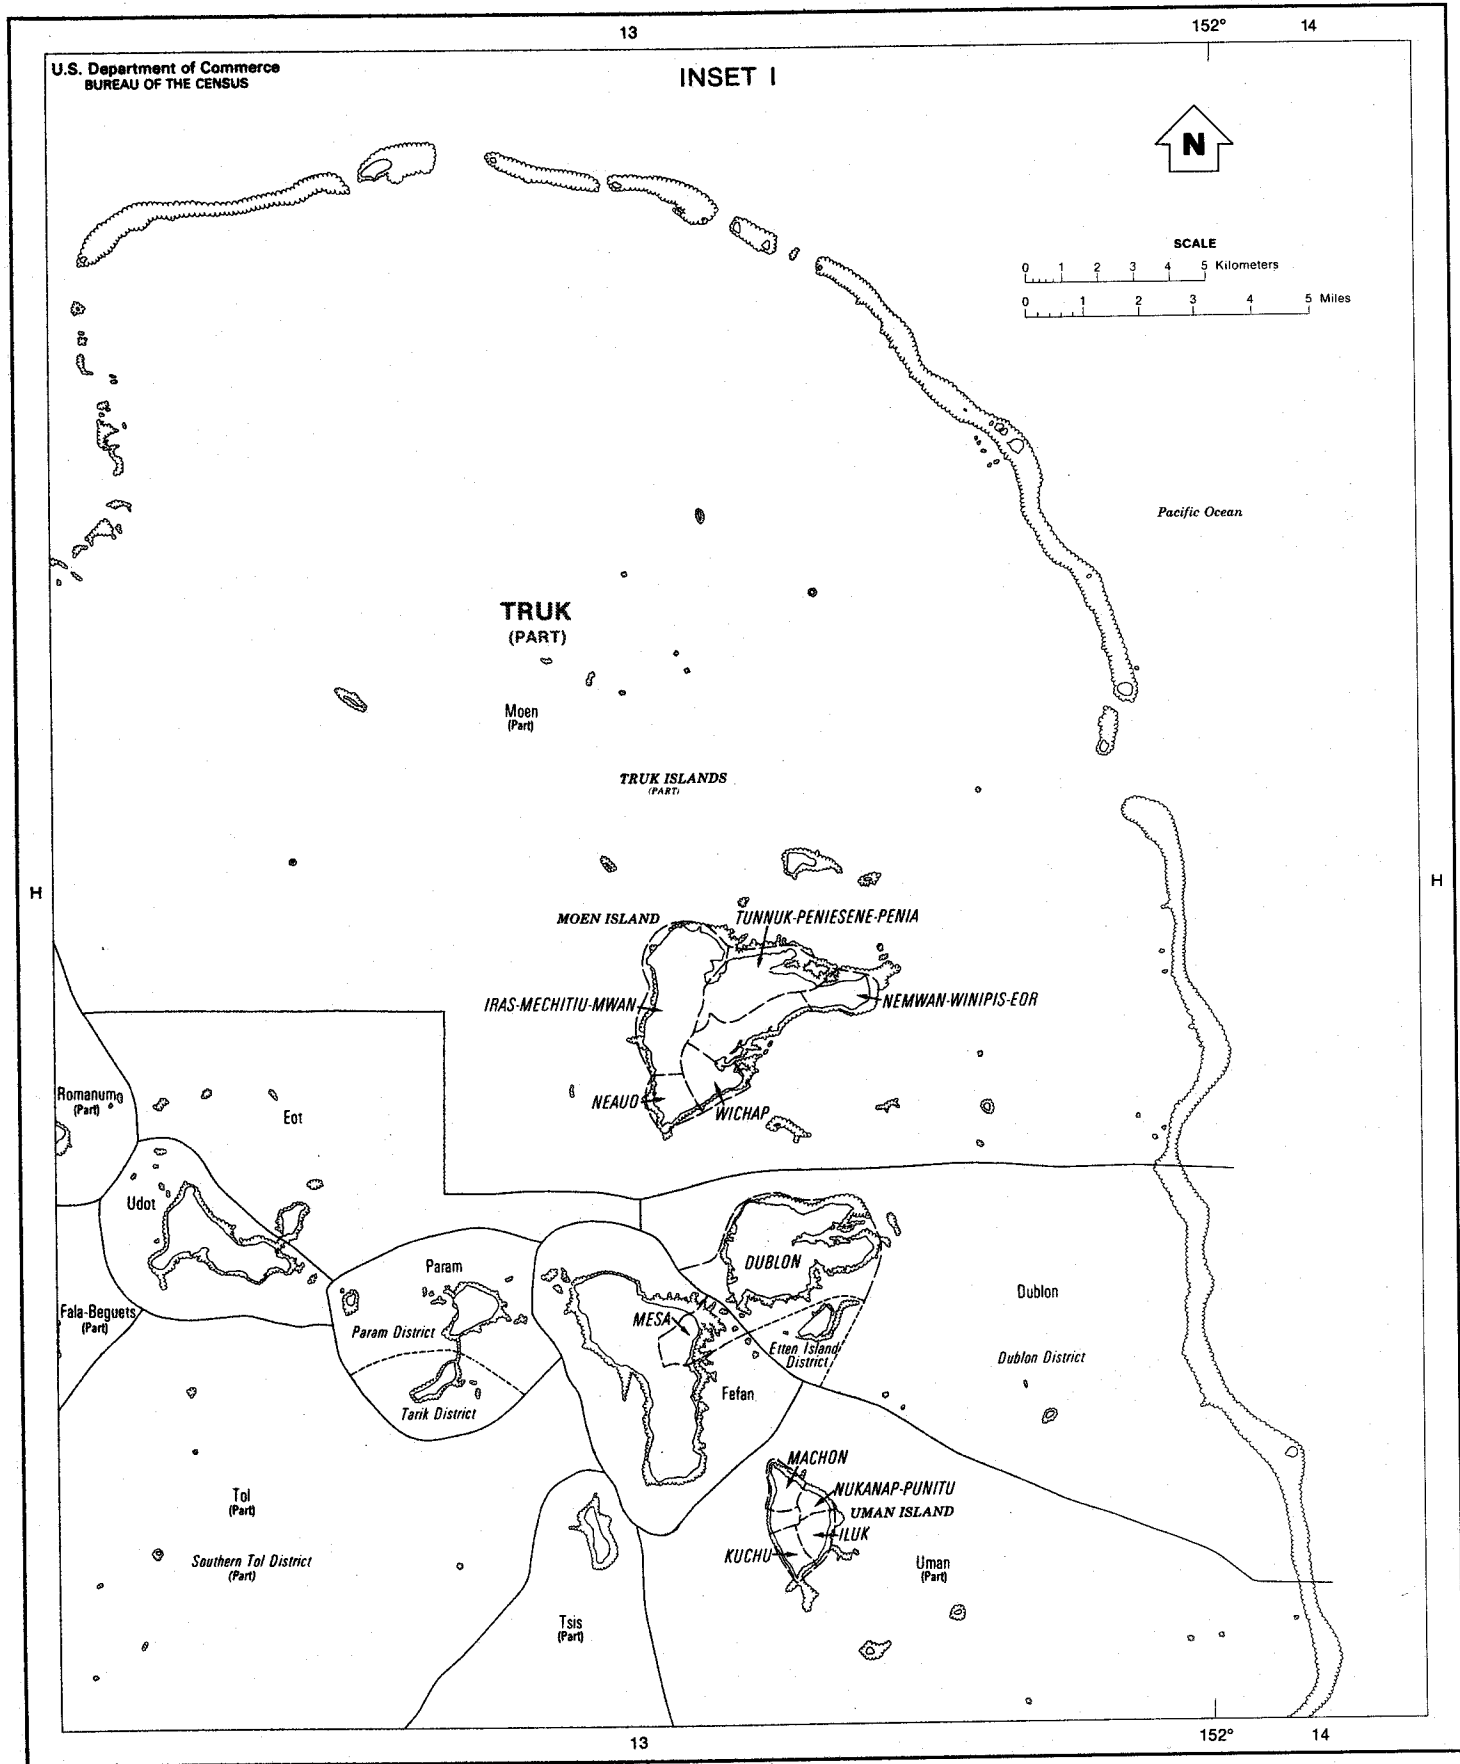 13
152°
14
U.S. Department of Commerce
BUREAU OF THE CENSUS
INSET I
N
SCALE
0 1 2 3 4 5 Kilometers
0 1 2 3 4 5 Miles
Pacific Ocean
TRUK
(PART)
Moen
(Part)
TRUK ISLANDS
(PART)
H
H
MOEN ISLAND
TUNNUK-PENIESENE-PENIA
IRAS-MECHITIU-MWAN
NEMWAN-WINIPIS-EOR
NEAUO
WICHAP
Romanum
(Part)
Eot
Udot
Fala-Beguets
(Part)
Param
Param District
Tarik District
MESA
Fefan
DUBLON
Etten Island
District
Dublon
Dublon District
MACHON
NUKANAP-PUNITU
UMAN ISLAND
ILUK
KUCHU
Uman
(Part)
Tol
(Part)
Southern Tol District
(Part)
Tsis
(Part)
13
152°
14